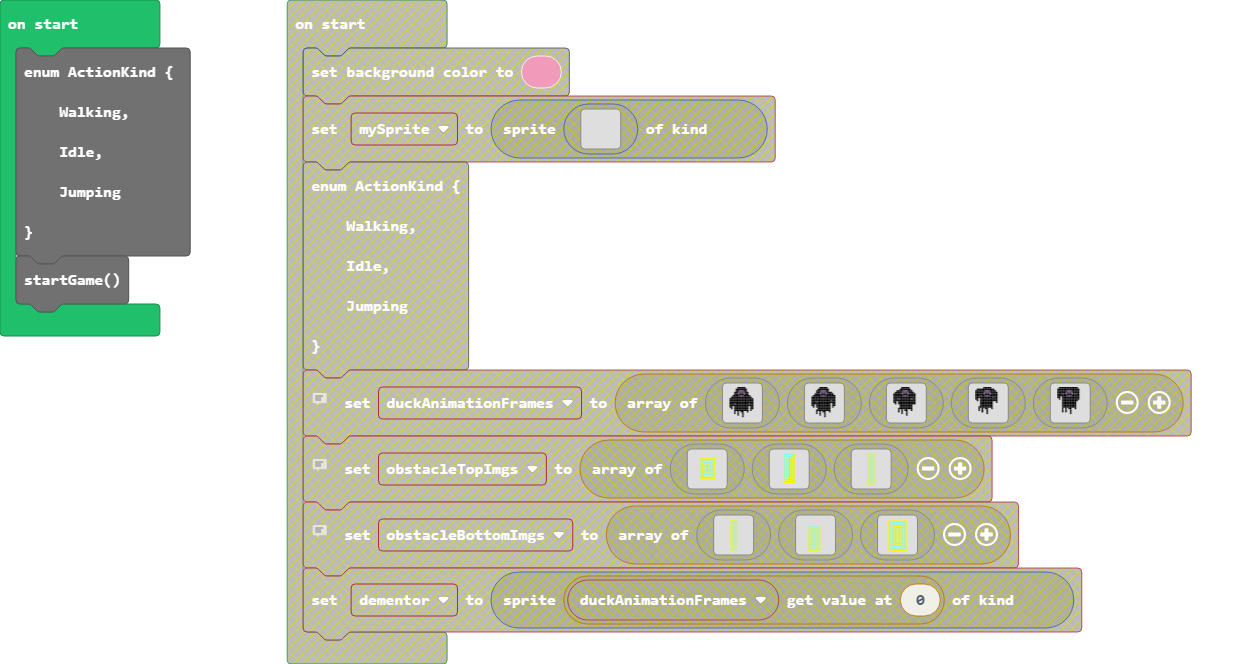 on start
enum ActionKind {
Walking,
Idle,
Jumping
}
startGame()
on start
set background color to
set mySprite to sprite of kind
enum ActionKind {
Walking,
Idle,
Jumping
}
set duckAnimationFrames to array of
set obstacleTopImgs to array of
set obstacleBottomImgs to array of
set dementor to sprite duckAnimationFrames get value at 0 of kind